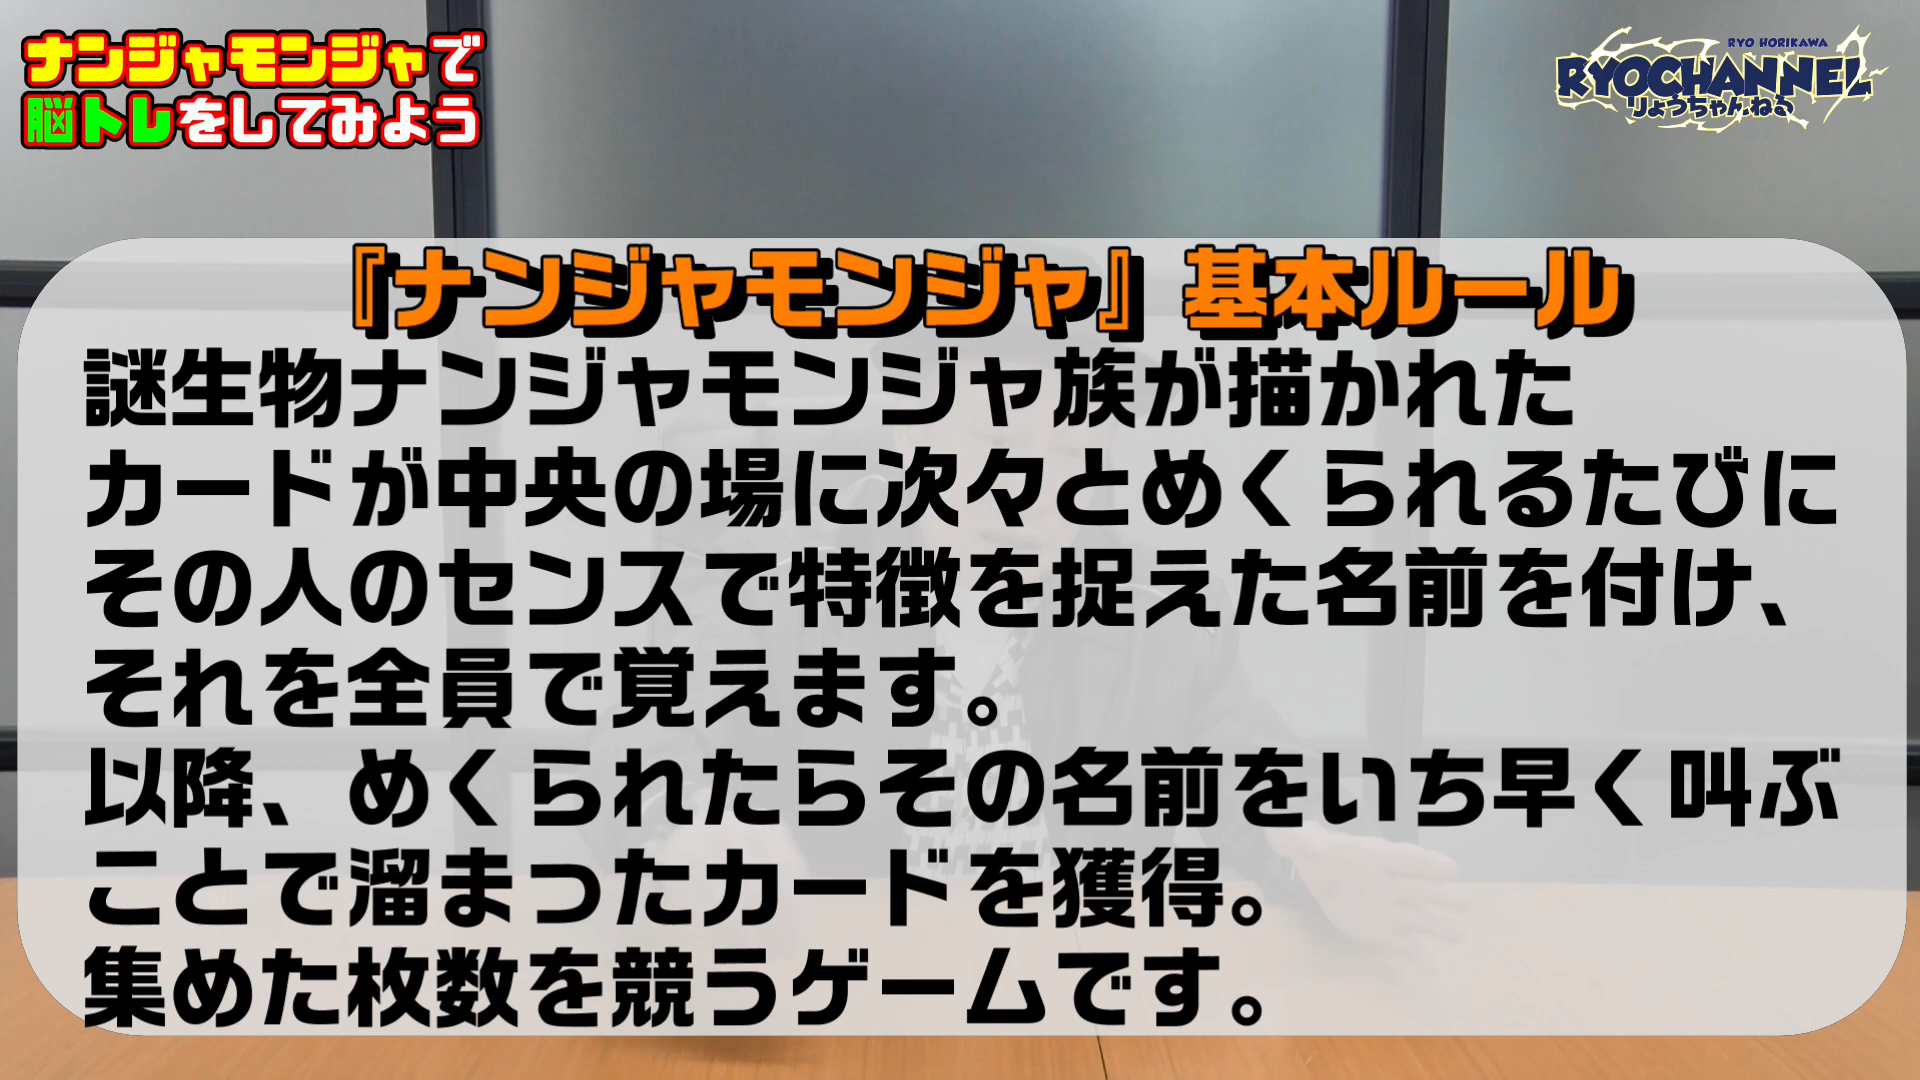 ナンジャモンジャで
脳トレをしてみよう
RYO HORIKAWA
RYOCHANNEL
りょうちゃんねる
『ナンジャモンジャ』基本ルール
謎生物ナンジャモンジャ族が描かれた
カードが中央の場に次々とめくられるたびに
その人のセンスで特徴を捉えた名前を付け、
それを全員で覚えます。
以降、めくられたらその名前をいち早く叫ぶ
ことで溜まったカードを獲得。
集めた枚数を競うゲームです。